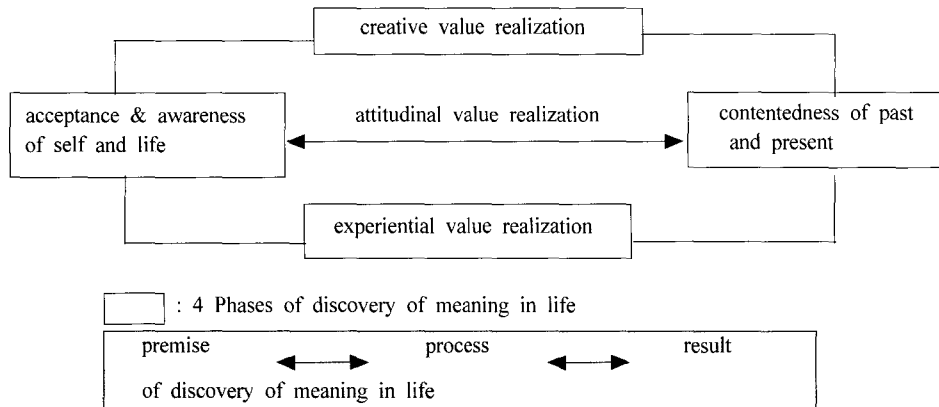 creative value realization
acceptance & awareness
of self and life
attitudinal value realization
contentedness of past
and present
experiential value realization
: 4 Phases of discovery of meaning in life
premise process result
of discovery of meaning in life